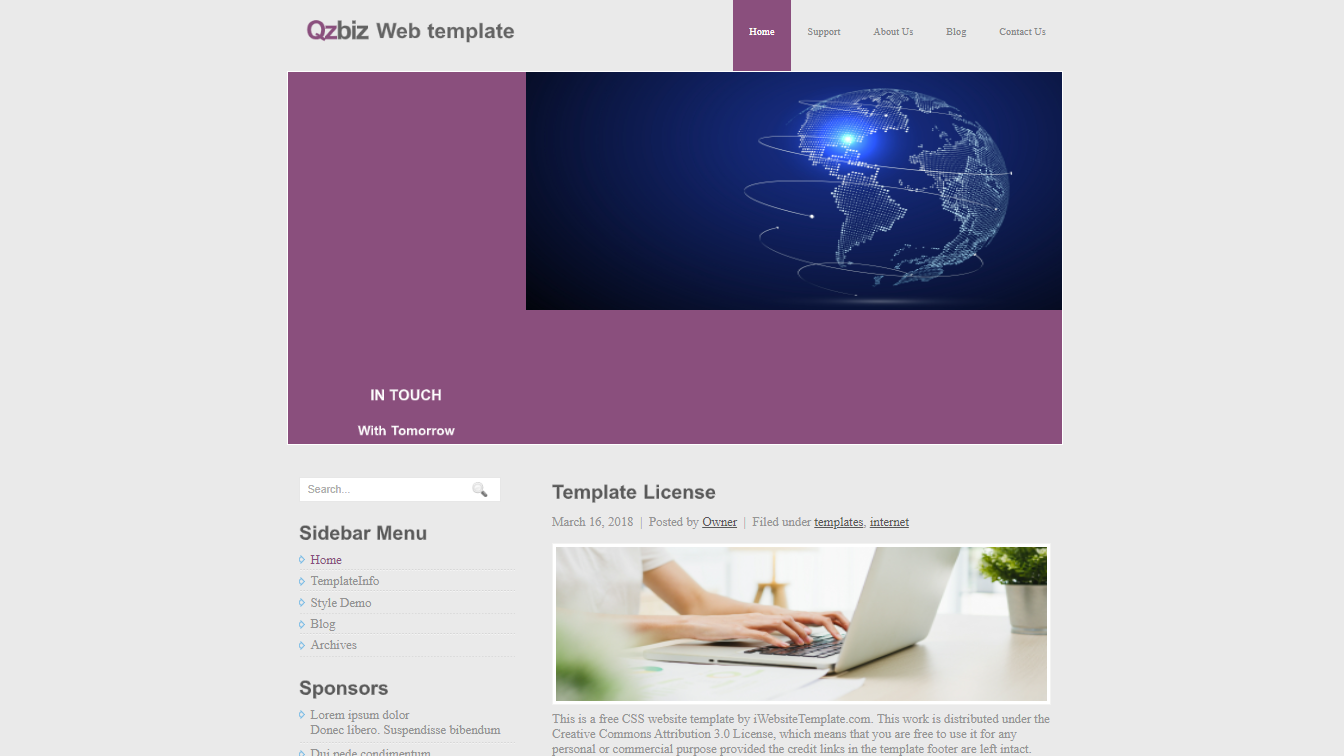 Qzbiz Web template
Home Support About Us Blog Contact Us
IN TOUCH
With Tomorrow
Search...
Sidebar Menu
Home
TemplateInfo
Style Demo
Blog
Archives
Sponsors
Lorem ipsum dolor
Donec libero. Suspendisse bibendum
Dui pede condimentum
Template License
March 16, 2018 | Posted by Owner | Filed under templates, internet
This is a free CSS website template by iWebsiteTemplate.com. This work is distributed under the
Creative Commons Attribution 3.0 License, which means that you are free to use it for any
personal or commercial purpose provided the credit links in the template footer are left intact.